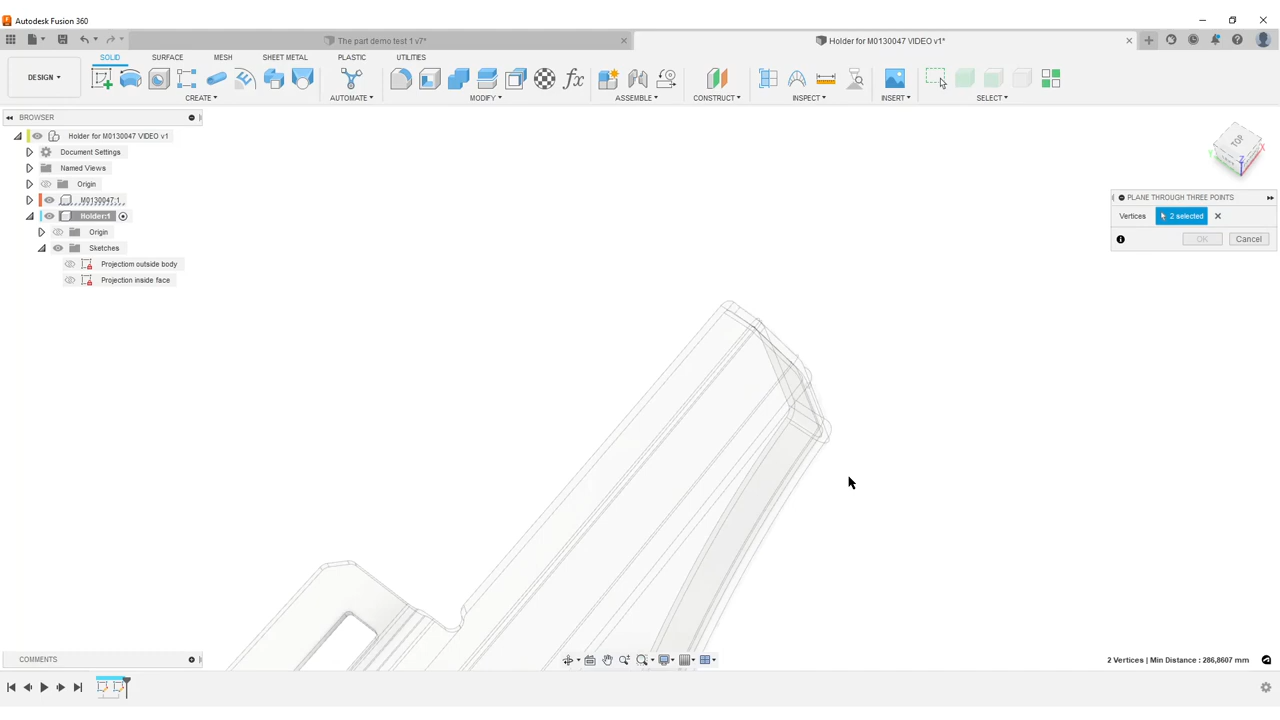 Autodesk Fusion 360
The part demo test 1 v7*
Holder for M0130047 VIDEO v1*
DESIGN
SOLID
SURFACE
MESH
SHEET METAL
PLASTIC
UTILITIES
CREATE
AUTOMATE
MODIFY
ASSEMBLE
CONSTRUCT
INSPECT
INSERT
SELECT
BROWSER
Holder for M0130047 VIDEO v1
Document Settings
Named Views
Origin
M0130047:1
Holder:1
Origin
Sketches
Projectiom outside body
Projection inside face
TOP
X
Y
Z
PLANE THROUGH THREE POINTS
Vertices
2 selected
OK
Cancel
COMMENTS
2 Vertices | Min Distance : 286,8607 mm